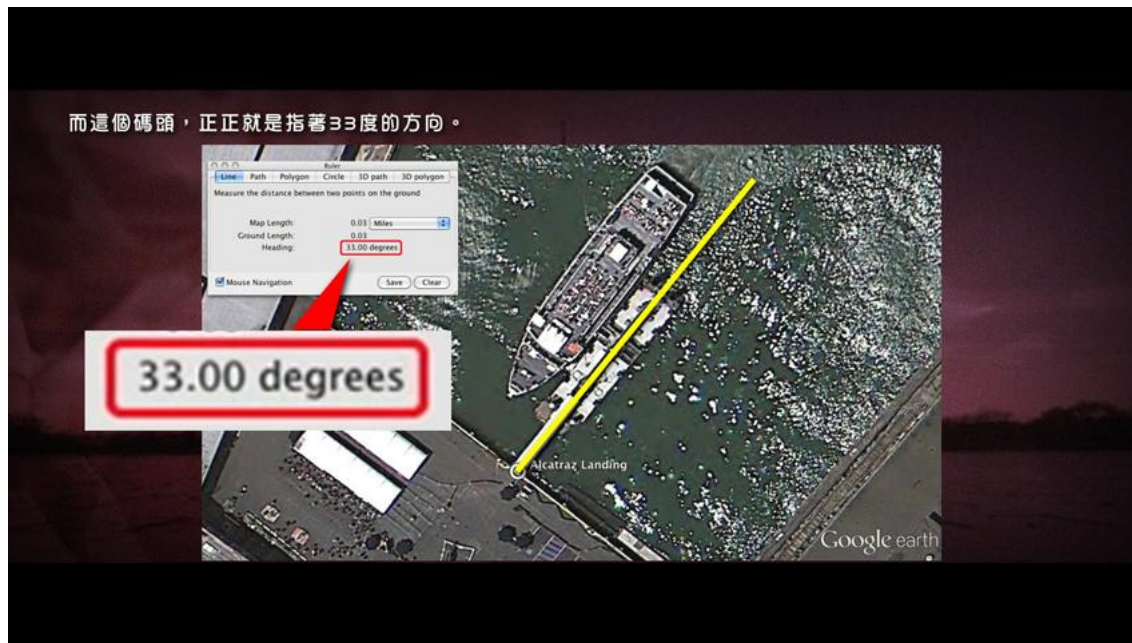 而這個碼頭，正正就是指著33度的方向。
Ruler
Line Path Polygon Circle 3D path 3D polygon
Measure the distance between two points on the ground
Map Length: 0.03 Miles
Ground Length: 0.03
Heading: 33.00 degrees
Mouse Navigation Save Clear
33.00 degrees
Alcatraz Landing
Google earth